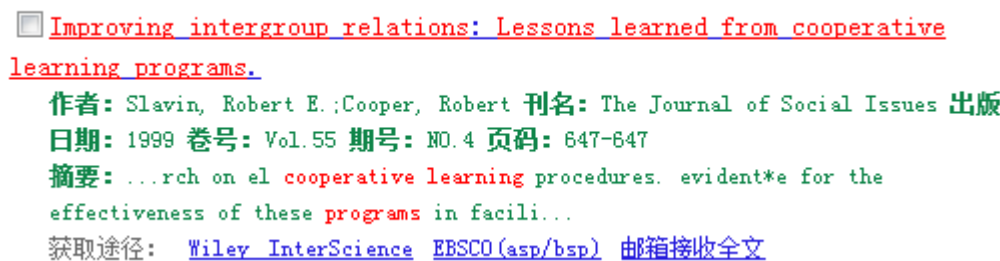 Improving intergroup relations: Lessons learned from cooperative
learning programs.
作者: Slavin, Robert E.;Cooper, Robert 刊名: The Journal of Social Issues 出版
日期: 1999 卷号: Vol.55 期号: NO.4 页码: 647-647
摘要: ...rch on el cooperative learning procedures. evident*e for the
effectiveness of these programs in facili...
获取途径: Wiley InterScience EBSCO(asp/bsp) 邮箱接收全文